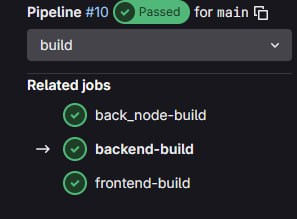 Pipeline #10 Passed for main
build
Related jobs
back_node-build
→ backend-build
frontend-build